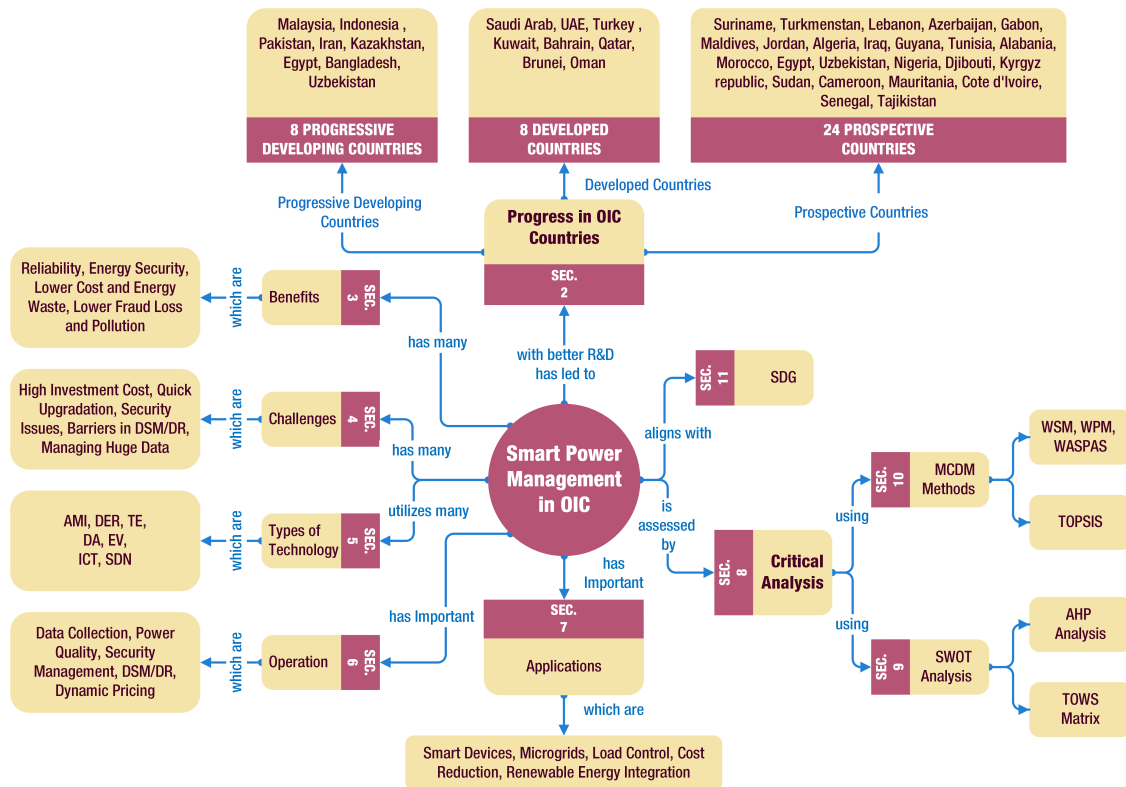 Malaysia, Indonesia ,
Pakistan, Iran, Kazakhstan,
Egypt, Bangladesh,
Uzbekistan
8 PROGRESSIVE
DEVELOPING COUNTRIES
Saudi Arab, UAE, Turkey ,
Kuwait, Bahrain, Qatar,
Brunei, Oman
8 DEVELOPED
COUNTRIES
Suriname, Turkmenstan, Lebanon, Azerbaijan, Gabon,
Maldives, Jordan, Algeria, Iraq, Guyana, Tunisia, Alabania,
Morocco, Egypt, Uzbekistan, Nigeria, Djibouti, Kyrgyz
republic, Sudan, Cameroon, Mauritania, Cote d'Ivoire,
Senegal, Tajikistan
24 PROSPECTIVE
COUNTRIES
Progressive Developing
Countries
Developed Countries
Prospective Countries
Progress in OIC
Countries
SEC.
2
with better R&D
has led to
Reliability, Energy Security,
Lower Cost and Energy
Waste, Lower Fraud Loss
and Pollution
which are
Benefits
SEC.
3
has many
High Investment Cost, Quick
Upgradation, Security
Issues, Barriers in DSM/DR,
Managing Huge Data
which are
Challenges
SEC.
4
has many
AMI, DER, TE,
DA, EV,
ICT, SDN
which are
Types of
Technology
SEC.
5
utilizes many
Data Collection, Power
Quality, Security
Management, DSM/DR,
Dynamic Pricing
which are
Operation
SEC.
6
has Important
Smart Power
Management
in OIC
has
Important
SEC.
7
Applications
which are
Smart Devices, Microgrids, Load Control, Cost
Reduction, Renewable Energy Integration
aligns with
SEC.
11
SDG
is
assessed
by
SEC.
8
Critical
Analysis
using
SEC.
10
MCDM
Methods
WSM, WPM,
WASPAS
TOPSIS
using
SEC.
9
SWOT
Analysis
AHP
Analysis
TOWS
Matrix